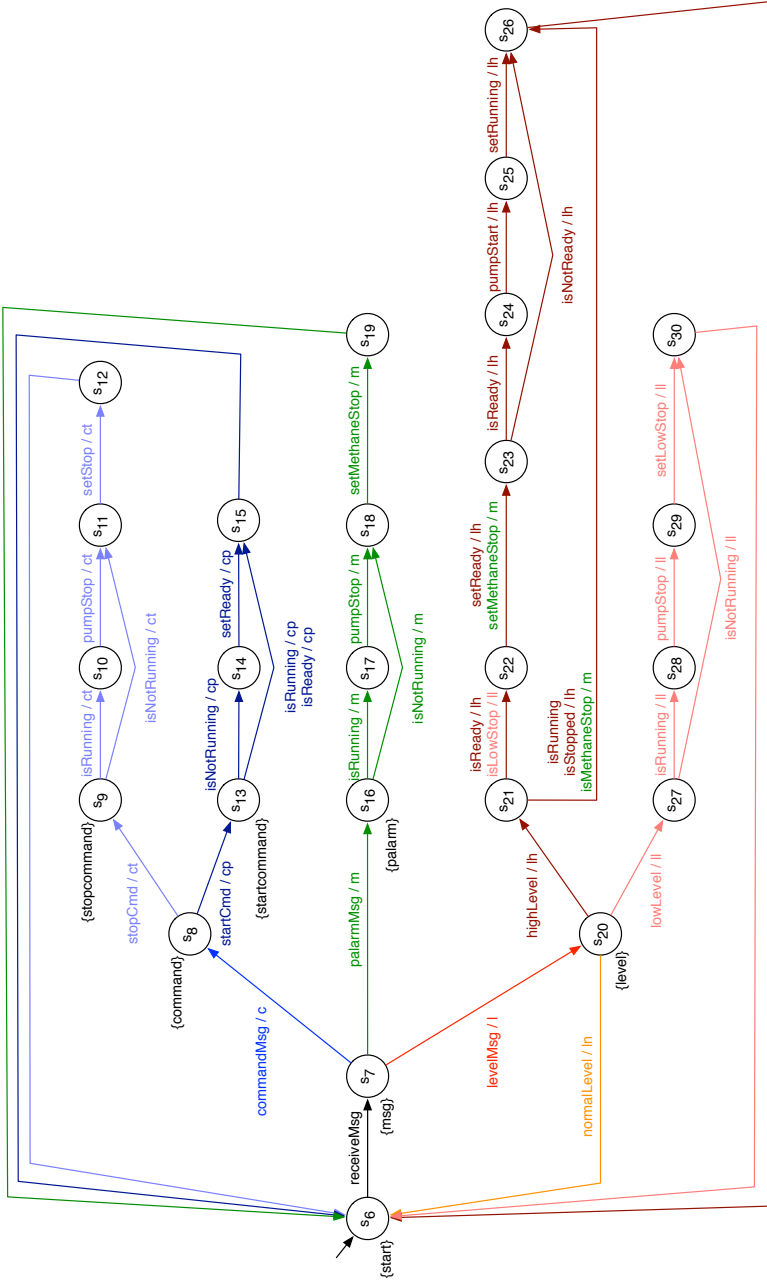 s6
{start}
receiveMsg
s7
{msg}
commandMsg / c
s8
{command}
stopCmd / ct
s9
{stopcommand}
isRunning / ct
s10
pumpStop / ct
s11
setStop / ct
s12
isNotRunning / ct
startCmd / cp
s13
{startcommand}
isNotRunning / cp
s14
setReady / cp
s15
isRunning / cp
isReady / cp
palarmMsg / m
s16
{palarm}
isRunning / m
s17
pumpStop / m
s18
setMethaneStop / m
s19
isNotRunning / m
levelMsg / l
s20
{level}
normalLevel / ln
highLevel / lh
s21
isReady / lh
isLowStop / ll
s22
setReady / lh
setMethaneStop / m
s23
isReady / lh
s24
pumpStart / lh
s25
setRunning / lh
s26
isNotReady / lh
isRunning
isStopped / lh
isMethaneStop / m
lowLevel / ll
s27
isRunning / ll
s28
pumpStop / ll
s29
setLowStop / ll
s30
isNotRunning / ll